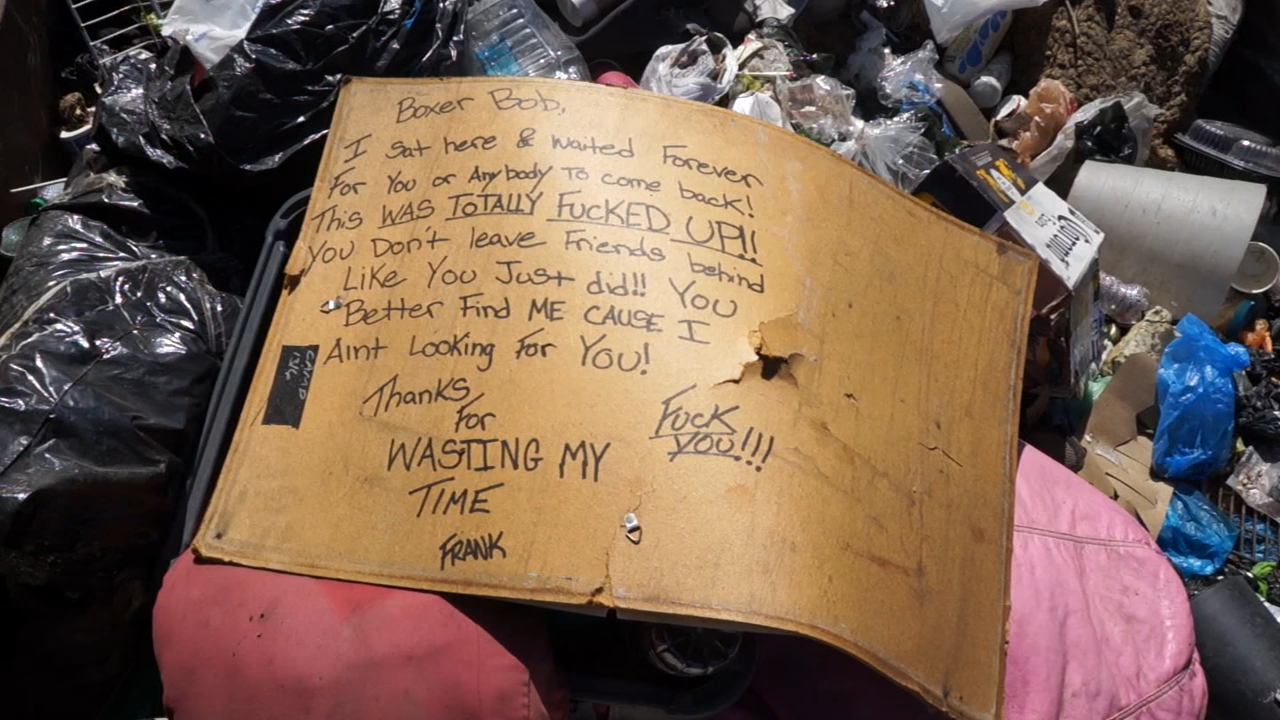 Boxer Bob,
I Sat here & Waited Forever
For You or Anybody To come back!
This WAS TOTALLY FUCKED UP!!
You Don't leave Friends behind
Like You Just did!! You
Better Find ME CAUSE I
Aint Looking For You!
Thanks
For
WASTING MY
TIME
FRANK
FUCK
YOU!!!